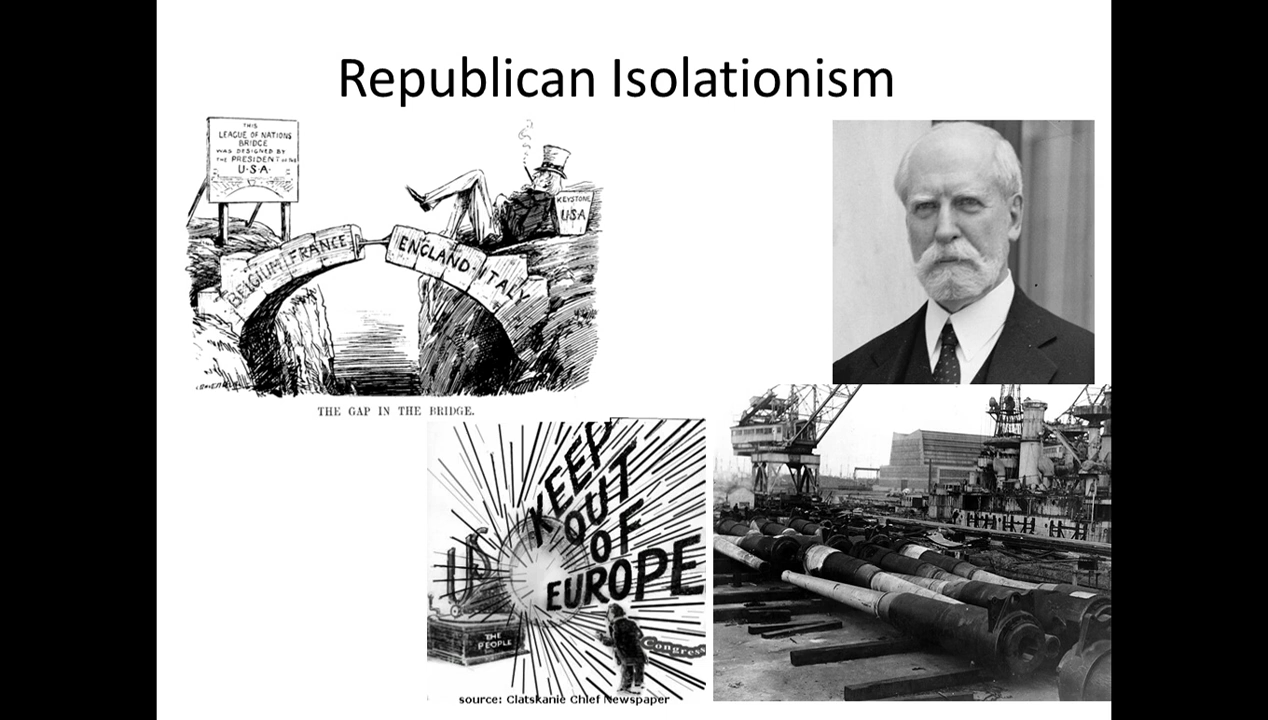 Republican Isolationism
THIS
LEAGUE OF NATIONS
BRIDGE
WAS DESIGNED BY
THE PRESIDENT OF THE
U·S·A·
KEYSTONE
USA
BELGIUM
FRANCE
ENGLAND
ITALY
THE GAP IN THE BRIDGE.
KEEP
OUT
OF
EUROPE
US
THE
PEOPLE
Congress
source: Clatskanie Chief Newspaper